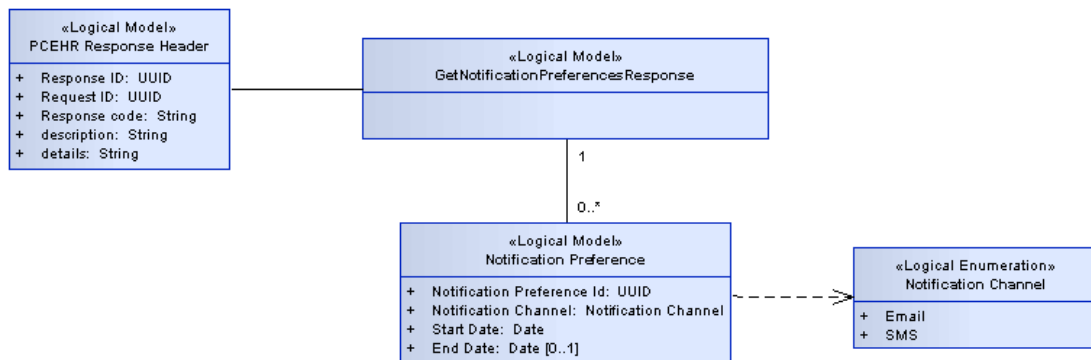 «Logical Model»
PCEHR Response Header
+ Response ID: UUID
+ Request ID: UUID
+ Response code: String
+ description: String
+ details: String
«Logical Model»
GetNotificationPreferencesResponse
1
0..*
«Logical Model»
Notification Preference
+ Notification Preference Id: UUID
+ Notification Channel: Notification Channel
+ Start Date: Date
+ End Date: Date [0..1]
«Logical Enumeration»
Notification Channel
+ Email
+ SMS